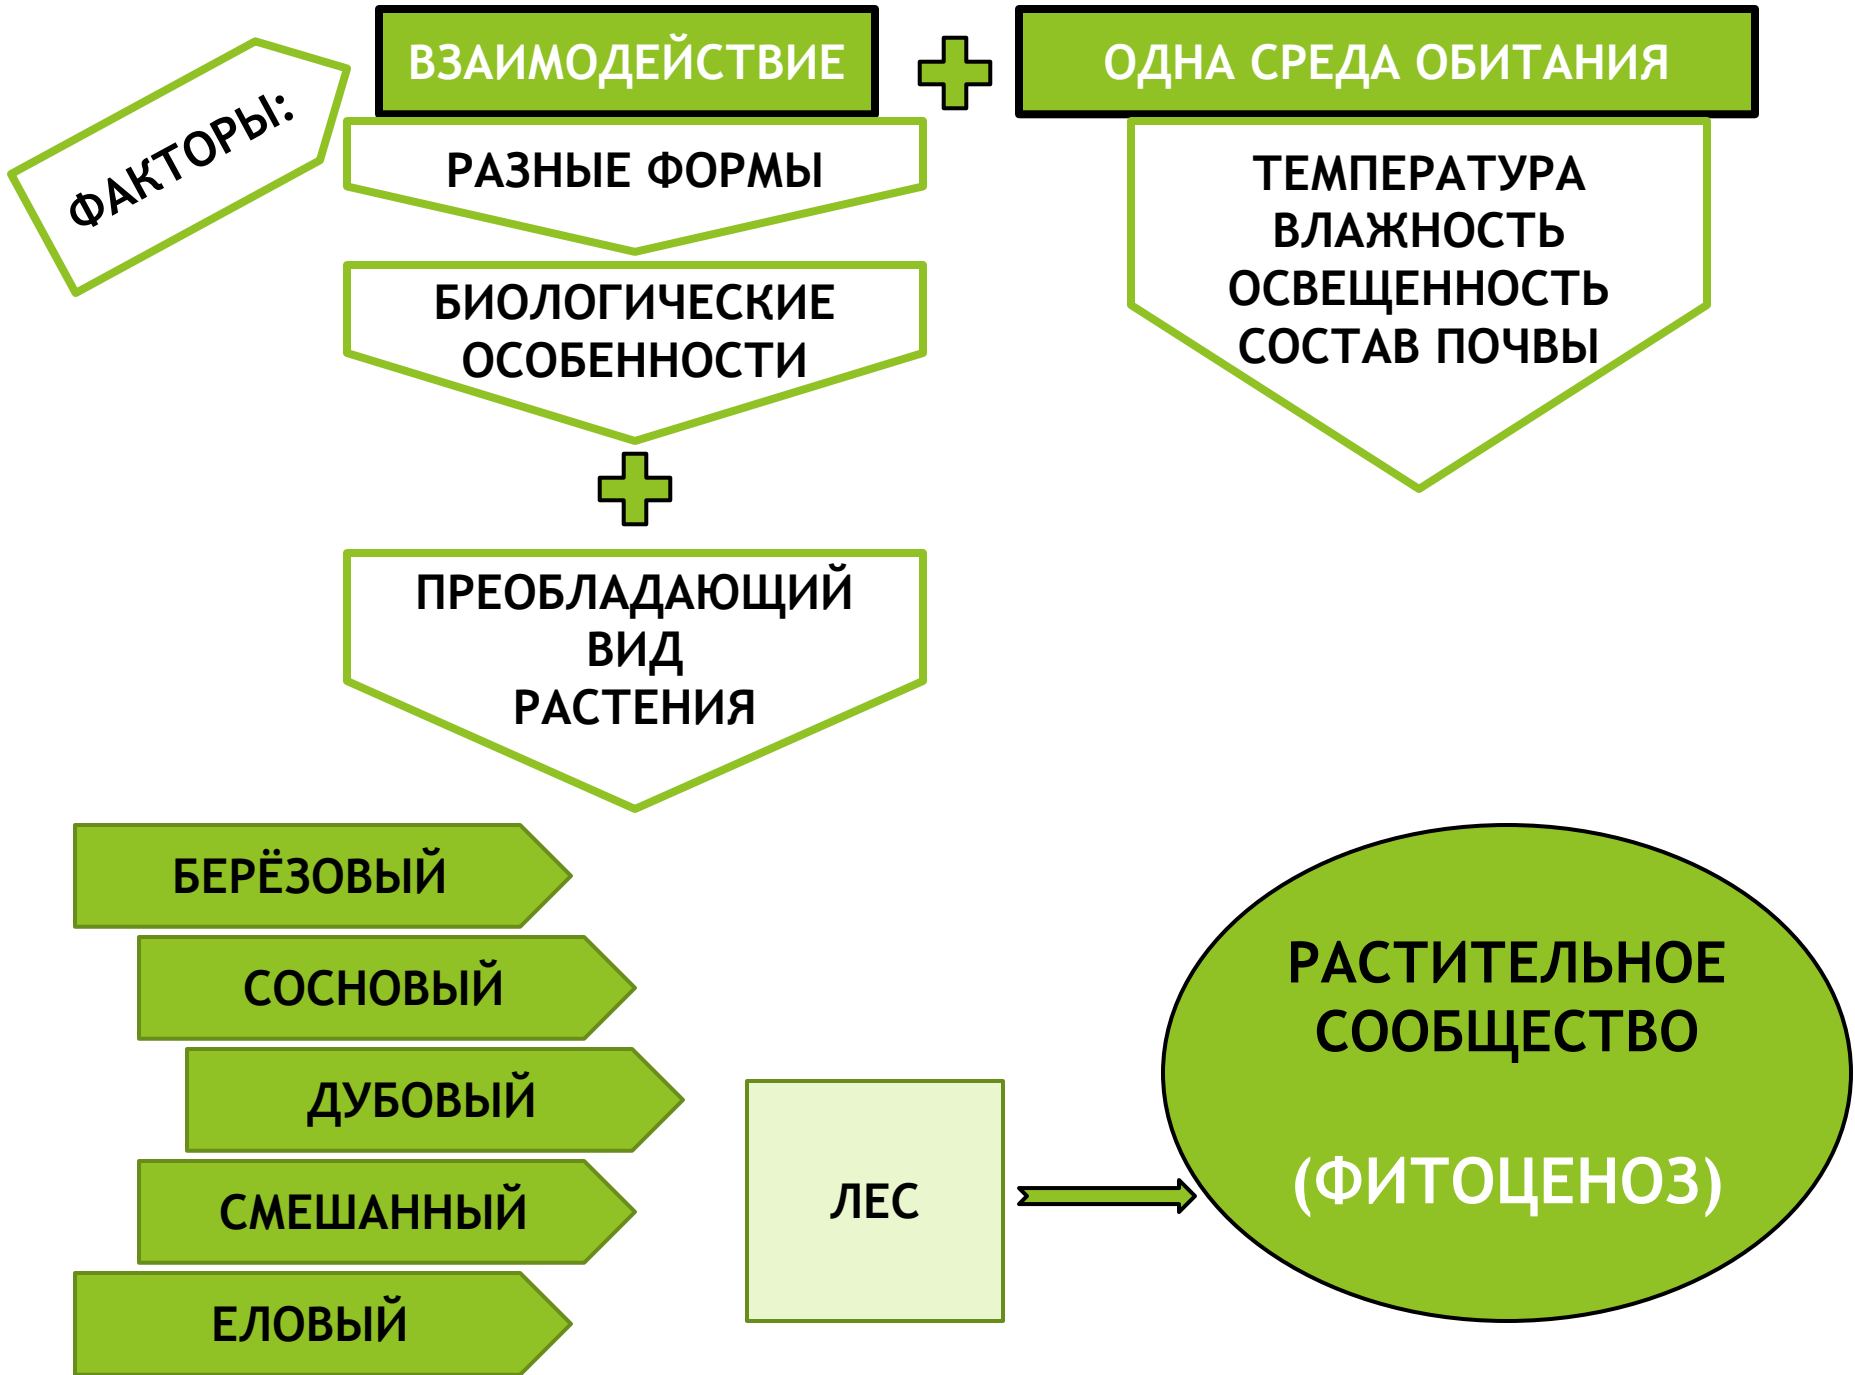 ФАКТОРЫ:
ВЗАИМОДЕЙСТВИЕ
ОДНА СРЕДА ОБИТАНИЯ
РАЗНЫЕ ФОРМЫ
БИОЛОГИЧЕСКИЕ
ОСОБЕННОСТИ
ТЕМПЕРАТУРА
ВЛАЖНОСТЬ
ОСВЕЩЕННОСТЬ
СОСТАВ ПОЧВЫ
ПРЕОБЛАДАЮЩИЙ
ВИД
РАСТЕНИЯ
БЕРЁЗОВЫЙ
СОСНОВЫЙ
ДУБОВЫЙ
СМЕШАННЫЙ
ЕЛОВЫЙ
ЛЕС
РАСТИТЕЛЬНОЕ
СООБЩЕСТВО
(ФИТОЦЕНОЗ)